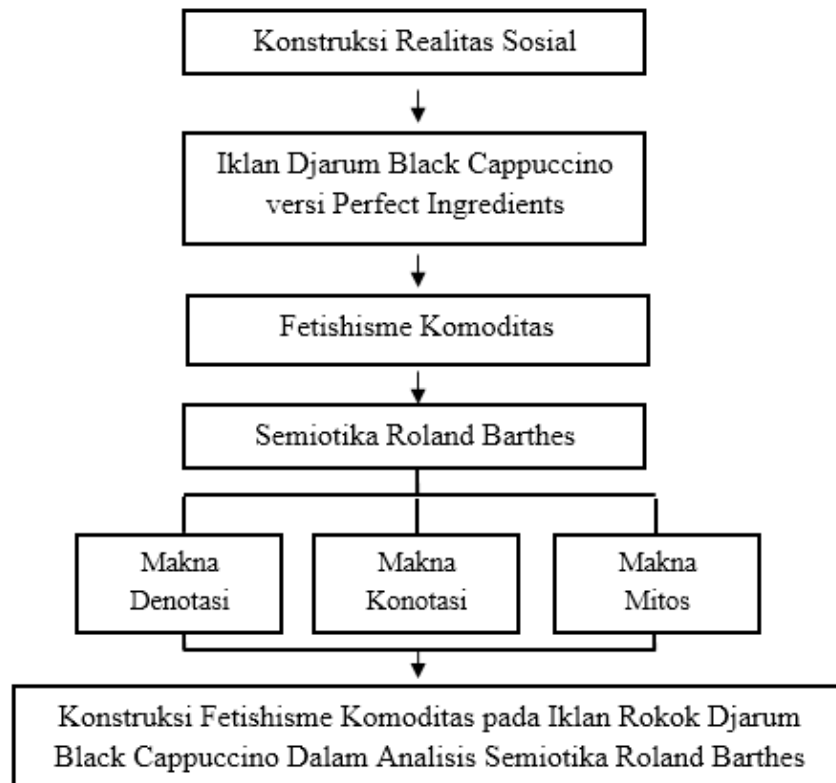 Konstruksi Realitas Sosial
Iklan Djarum Black Cappuccino
versi Perfect Ingredients
Fetishisme Komoditas
Semiotika Roland Barthes
Makna
Denotasi
Makna
Konotasi
Makna
Mitos
Konstruksi Fetishisme Komoditas pada Iklan Rokok Djarum
Black Cappuccino Dalam Analisis Semiotika Roland Barthes